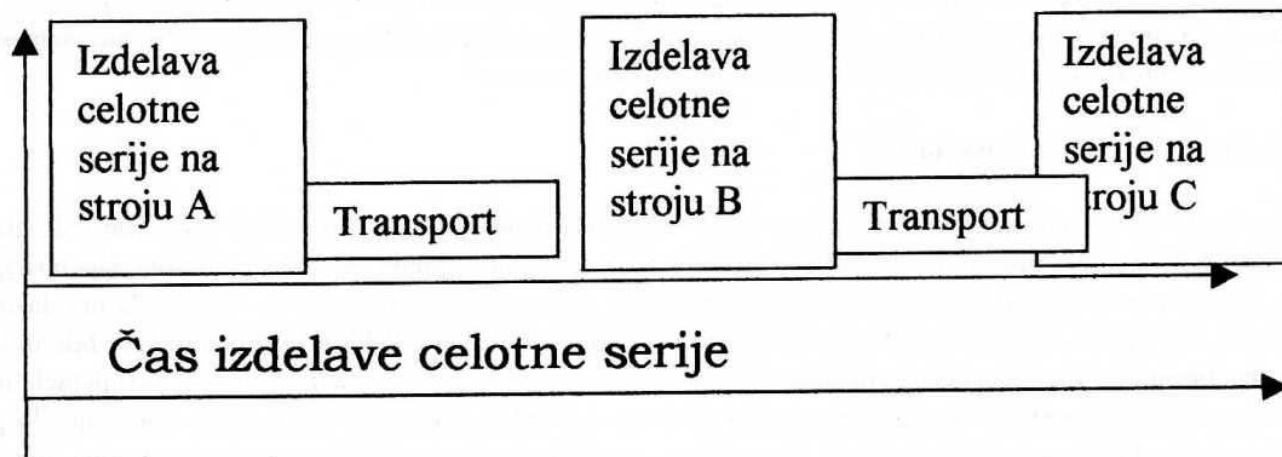 Izdelava
celotne
serije na
stroju A
Transport
Izdelava
celotne
serije na
stroju B
Transport
Izdelava
celotne
serije na
troju C
Čas izdelave celotne serije